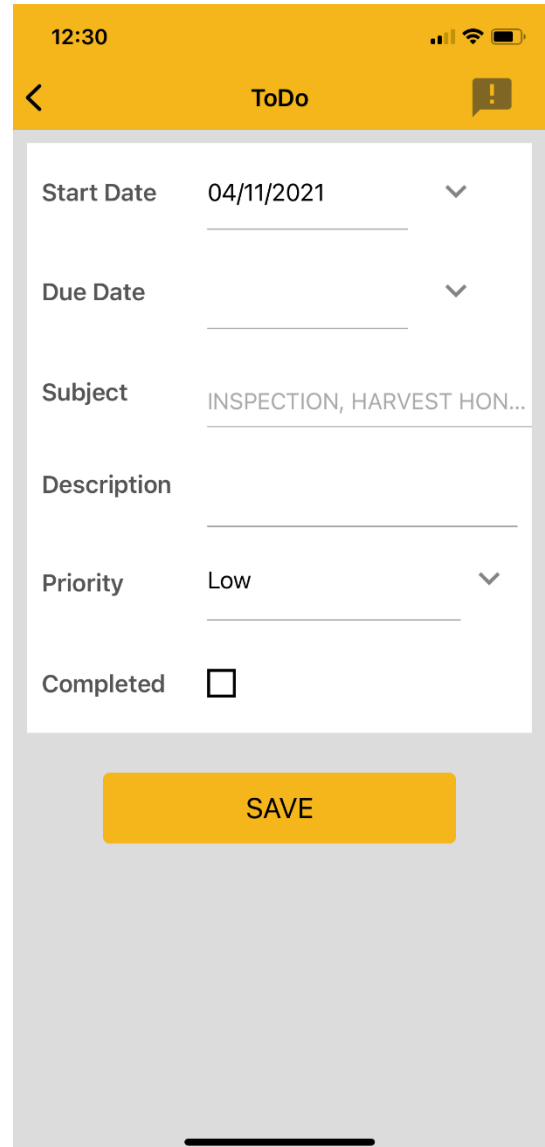 12:30
ToDo
Start Date 04/11/2021
Due Date
Subject INSPECTION, HARVEST HON...
Description
Priority Low
Completed
SAVE